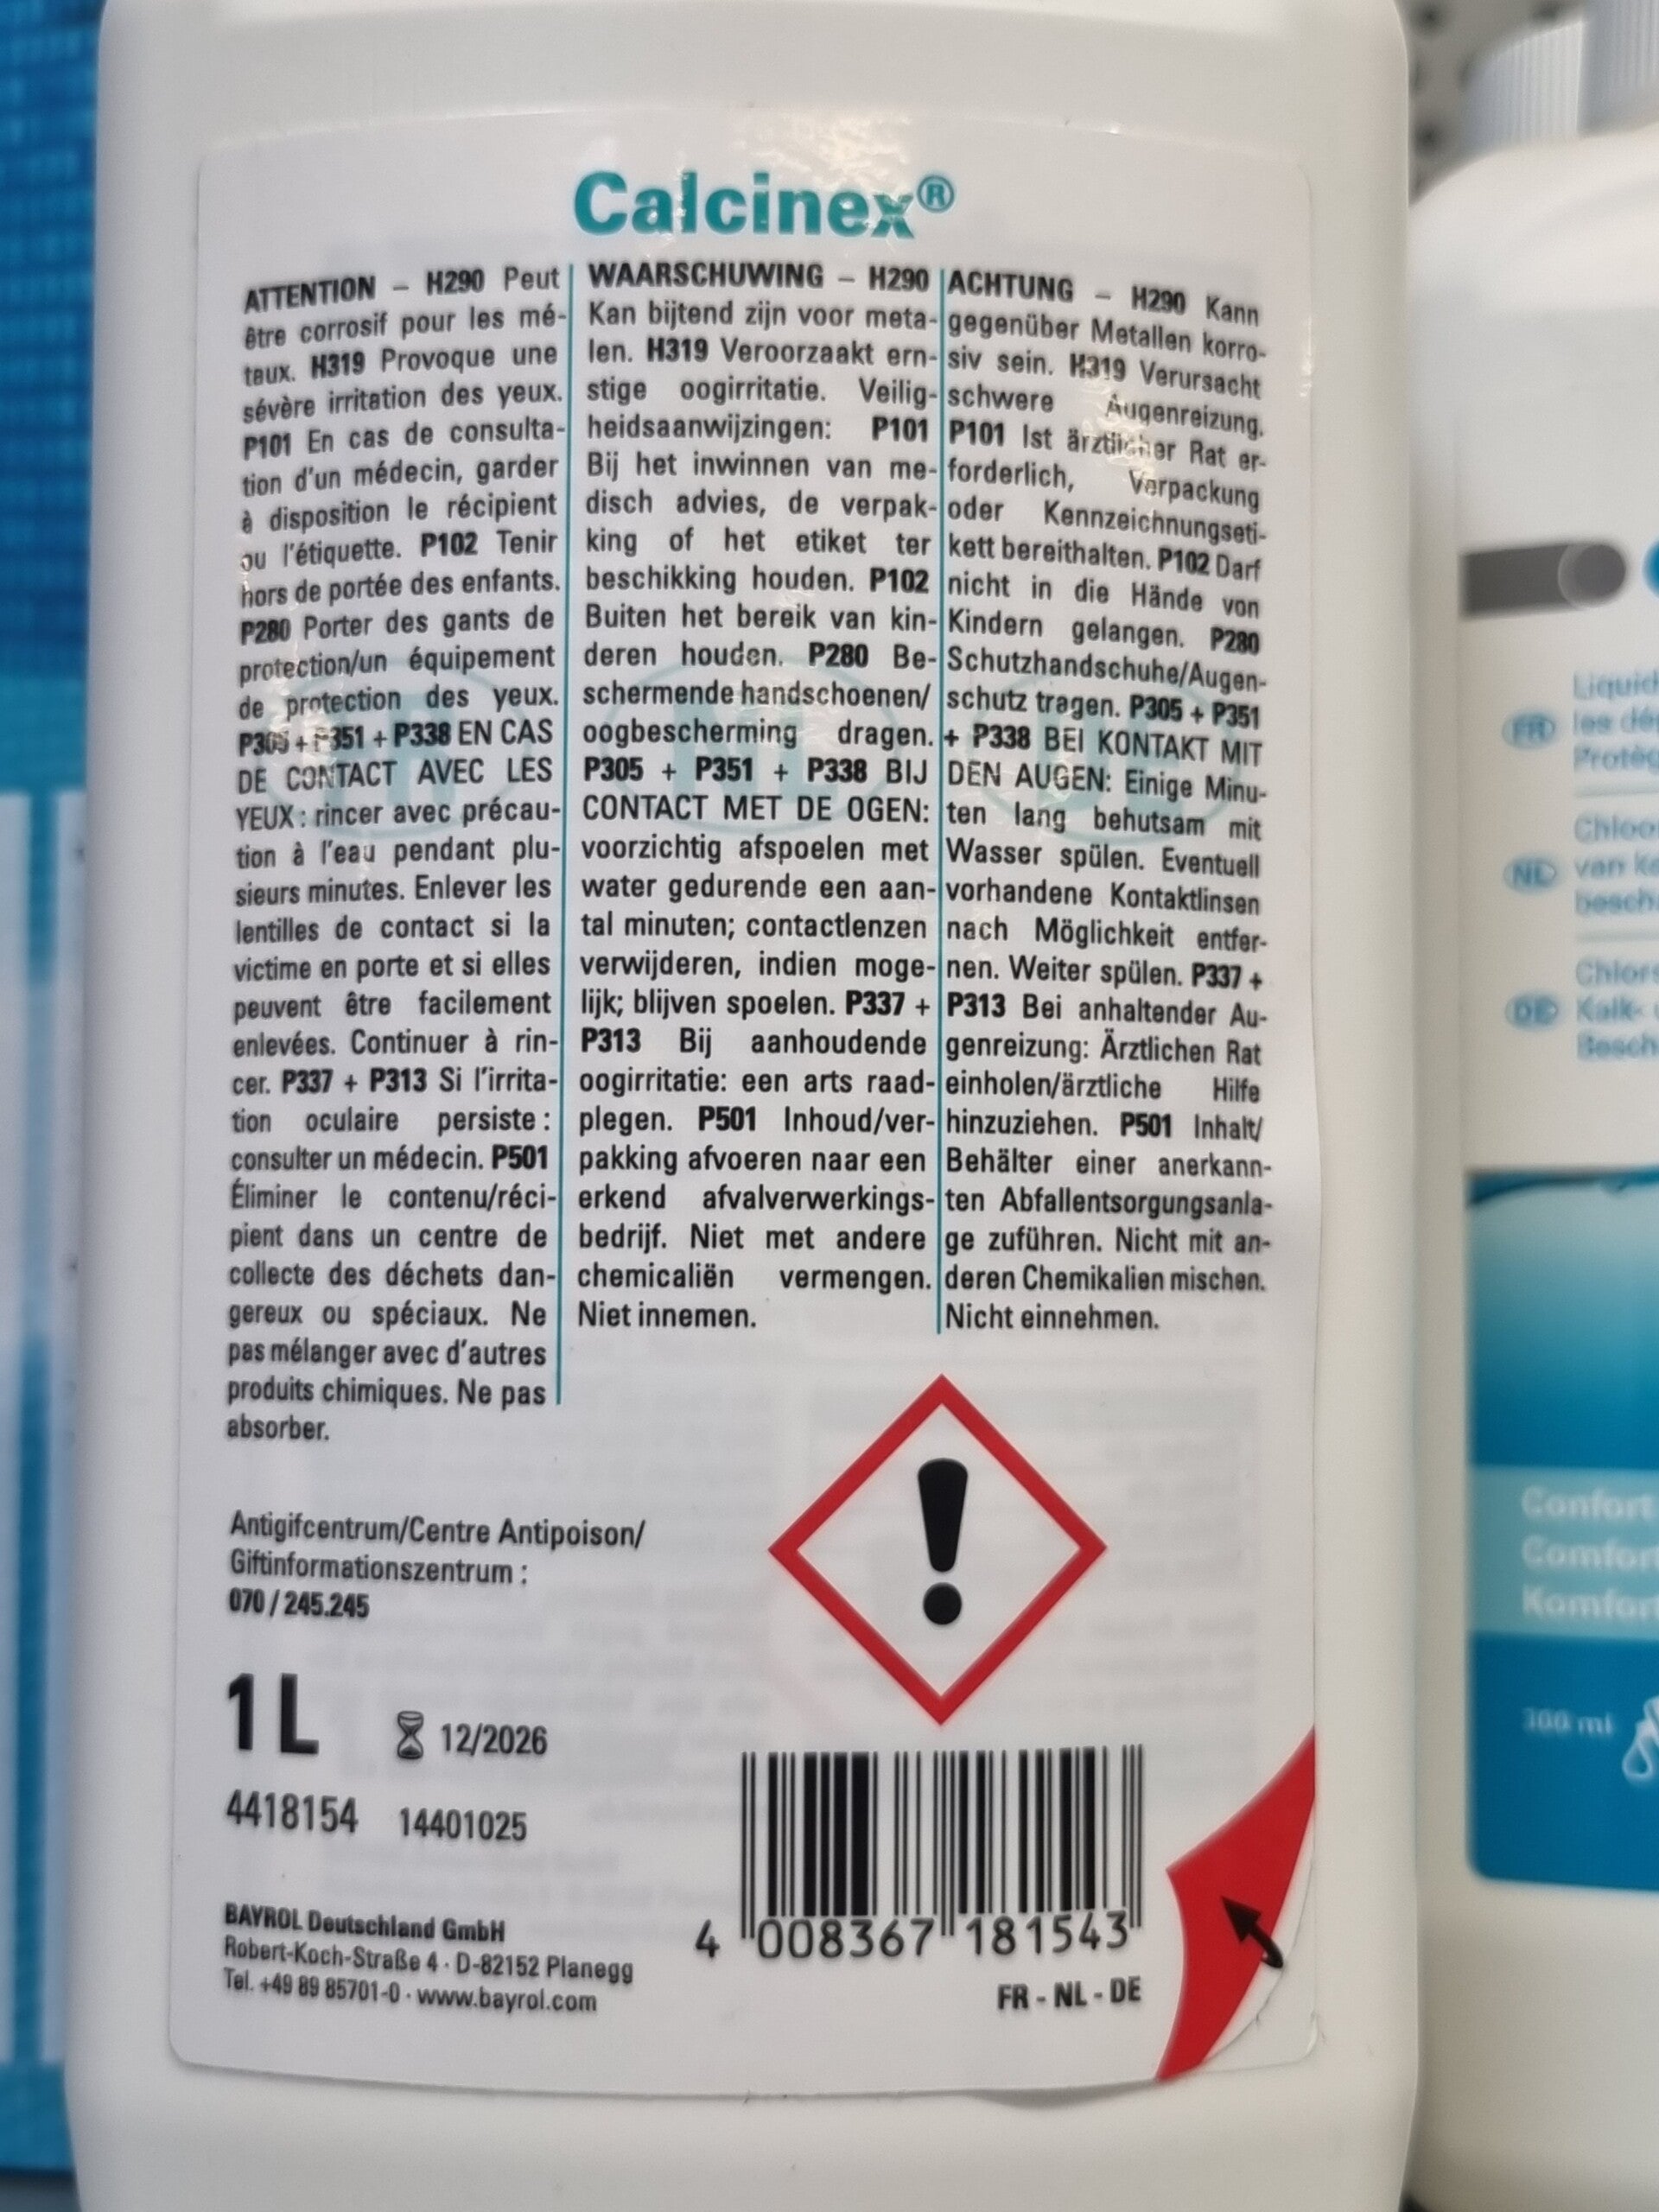 Calcinex®
ATTENTION – H290 Peut
être corrosif pour les mé-
taux. H319 Provoque une
sévère irritation des yeux.
P101 En cas de consulta-
tion d'un médecin, garder
à disposition le récipient
ou l'étiquette. P102 Tenir
hors de portée des enfants.
P280 Porter des gants de
protection/un équipement
de protection des yeux.
P305 + P351 + P338 EN CAS
DE CONTACT AVEC LES
YEUX : rincer avec précau-
tion à l'eau pendant plu-
sieurs minutes. Enlever les
lentilles de contact si la
victime en porte et si elles
peuvent être facilement
enlevées. Continuer à rin-
cer. P337 + P313 Si l'irrita-
tion oculaire persiste :
consulter un médecin. P501
Éliminer le contenu/réci-
pient dans un centre de
collecte des déchets dan-
gereux ou spéciaux. Ne
pas mélanger avec d'autres
produits chimiques. Ne pas
absorber.
WAARSCHUWING – H290
Kan bijtend zijn voor meta-
len. H319 Veroorzaakt ern-
stige oogirritatie. Veilig-
heidsaanwijzingen: P101
Bij het inwinnen van me-
disch advies, de verpak-
king of het etiket ter
beschikking houden. P102
Buiten het bereik van kin-
deren houden. P280 Be-
schermende handschoenen/
oogbescherming dragen.
P305 + P351 + P338 BIJ
CONTACT MET DE OGEN:
voorzichtig afspoelen met
water gedurende een aan-
tal minuten; contactlenzen
verwijderen, indien moge-
lijk; blijven spoelen. P337 +
P313 Bij aanhoudende
oogirritatie: een arts raad-
plegen. P501 Inhoud/ver-
pakking afvoeren naar een
erkend afvalverwerkings-
bedrijf. Niet met andere
chemicaliën vermengen.
Niet innemen.
ACHTUNG – H290 Kann
gegenüber Metallen korro-
siv sein. H319 Verursacht
schwere Augenreizung.
P101 Ist ärztlicher Rat er-
forderlich, Verpackung
oder Kennzeichnungseti-
kett bereithalten. P102 Darf
nicht in die Hände von
Kindern gelangen. P280
Schutzhandschuhe/Augen-
schutz tragen. P305 + P351
+ P338 BEI KONTAKT MIT
DEN AUGEN: Einige Minu-
ten lang behutsam mit
Wasser spülen. Eventuell
vorhandene Kontaktlinsen
nach Möglichkeit entfer-
nen. Weiter spülen. P337 +
P313 Bei anhaltender Au-
genreizung: Ärztlichen Rat
einholen/ärztliche Hilfe
hinzuziehen. P501 Inhalt/
Behälter einer anerkann-
ten Abfallentsorgungsanla-
ge zuführen. Nicht mit an-
deren Chemikalien mischen.
Nicht einnehmen.
Antigifcentrum/Centre Antipoison/
Giftinformationszentrum :
070 / 245.245
1 L
12/2026
4418154 14401025
BAYROL Deutschland GmbH
Robert-Koch-Straße 4 · D-82152 Planegg
Tel. +49 89 85701-0 · www.bayrol.com
4 008367 181543
FR - NL - DE
FR
les
NL
van
DE
Kalk-
Confort
300 ml